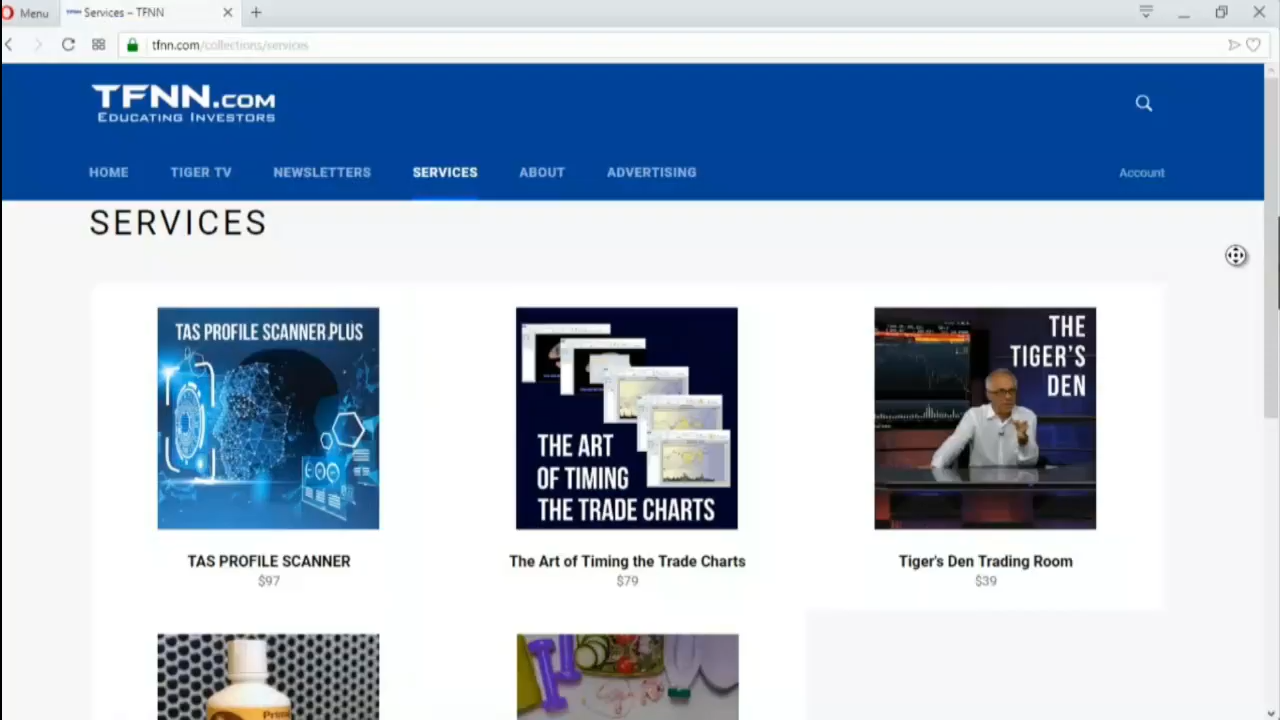 Menu
Services – TFNN
tfnn.com/collections/services
TFNN.COM
EDUCATING INVESTORS
HOME TIGER TV NEWSLETTERS SERVICES ABOUT ADVERTISING Account
SERVICES
TAS PROFILE SCANNER PLUS
THE ART
OF TIMING
THE TRADE CHARTS
THE
TIGER'S
DEN
TAS PROFILE SCANNER
$97
The Art of Timing the Trade Charts
$79
Tiger's Den Trading Room
$39